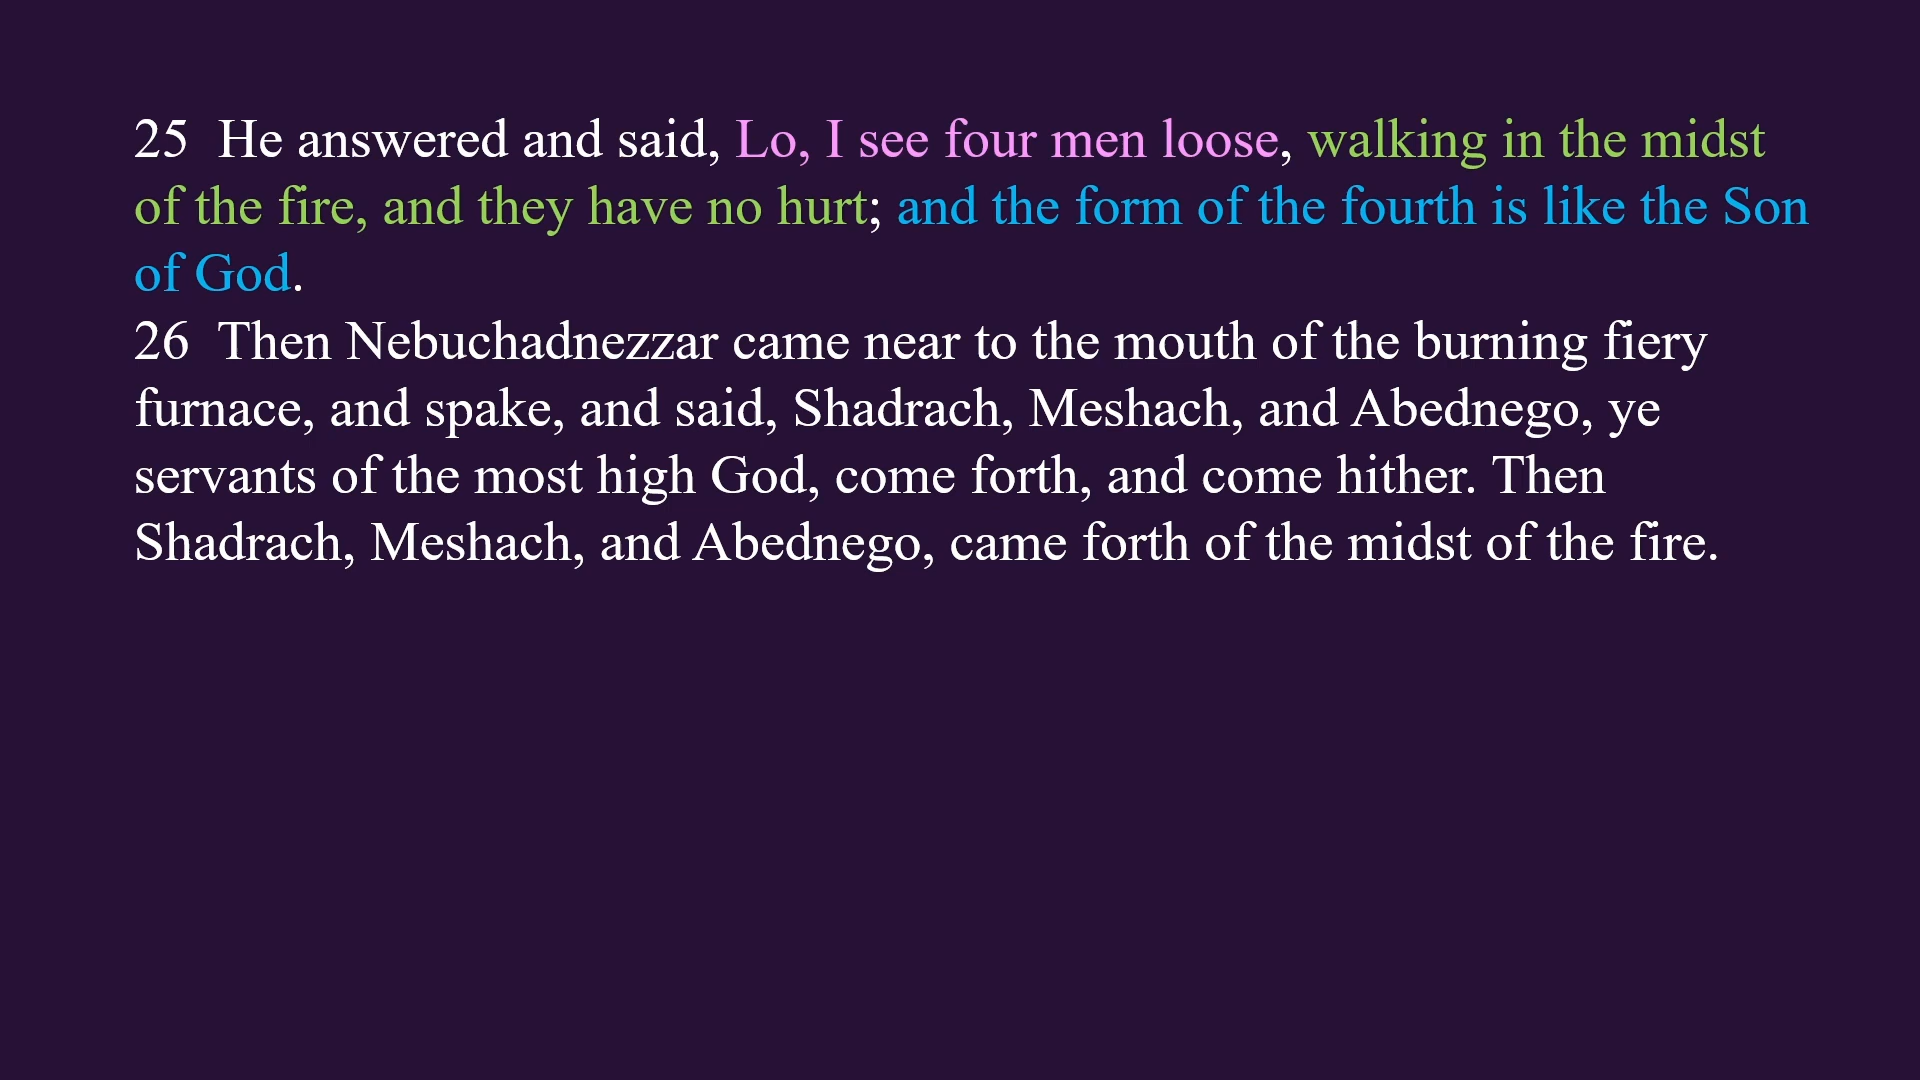 25  He answered and said, Lo, I see four men loose, walking in the midst
of the fire, and they have no hurt; and the form of the fourth is like the Son
of God.
26  Then Nebuchadnezzar came near to the mouth of the burning fiery
furnace, and spake, and said, Shadrach, Meshach, and Abednego, ye
servants of the most high God, come forth, and come hither. Then
Shadrach, Meshach, and Abednego, came forth of the midst of the fire.